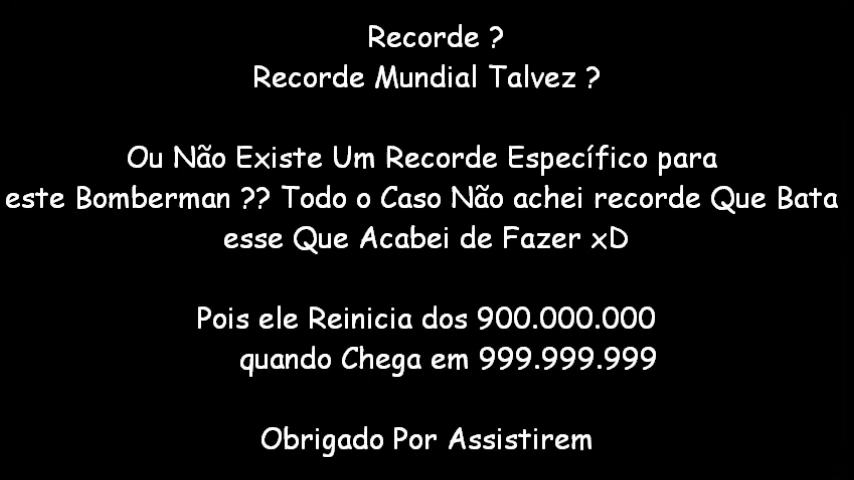 Recorde ?
Recorde Mundial Talvez ?
Ou Não Existe Um Recorde Específico para
este Bomberman ?? Todo o Caso Não achei recorde Que Bata
esse Que Acabei de Fazer xD
Pois ele Reinicia dos 900.000.000
quando Chega em 999.999.999
Obrigado Por Assistirem